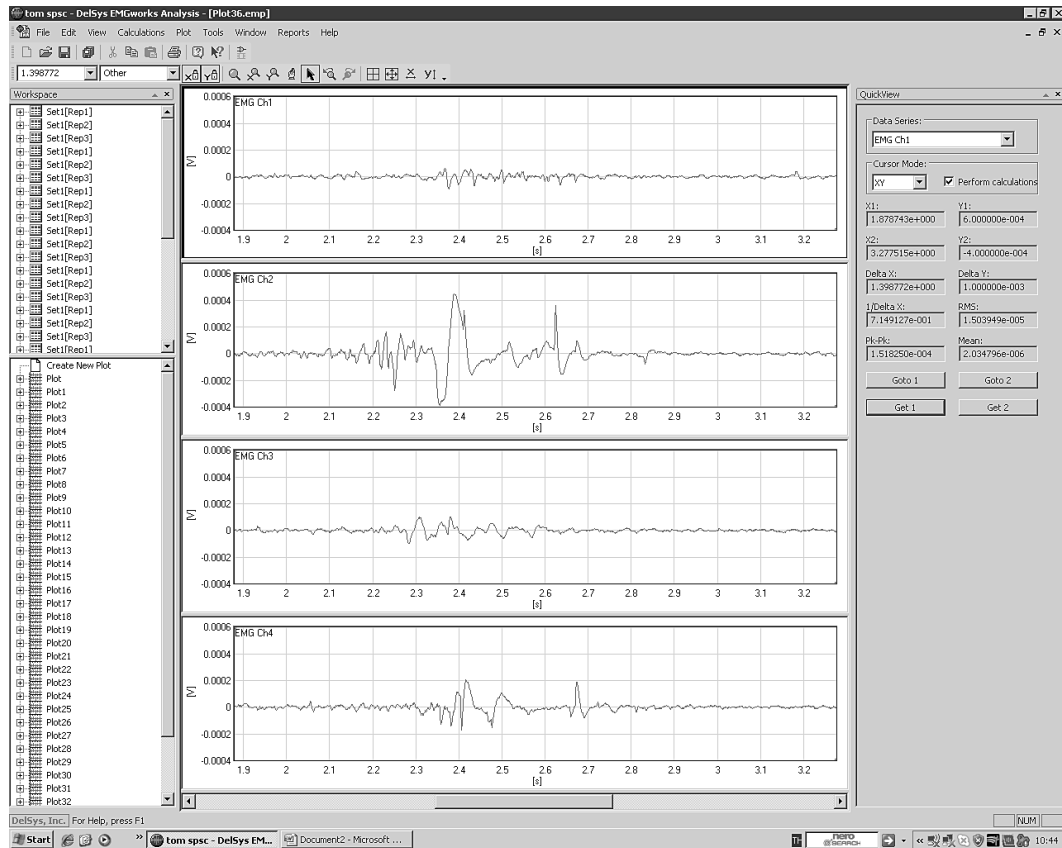 tom spsc - DelSys EMGworks Analysis - [Plot36.emp]
File Edit View Calculations Plot Tools Window Reports Help
1.398772 Other
Workspace
Set1[Rep1]
Set1[Rep2]
Set1[Rep3]
Set1[Rep1]
Set1[Rep2]
Set1[Rep3]
Set1[Rep1]
Set1[Rep2]
Set1[Rep3]
Set1[Rep1]
Set1[Rep2]
Set1[Rep3]
Set1[Rep1]
Set1[Rep2]
Set1[Rep3]
Set1[Rep1]
Set1[Rep2]
Set1[Rep3]
Set1[Rep1]
Create New Plot
Plot
Plot1
Plot2
Plot3
Plot4
Plot5
Plot6
Plot7
Plot8
Plot9
Plot10
Plot11
Plot12
Plot13
Plot14
Plot15
Plot16
Plot17
Plot18
Plot19
Plot20
Plot21
Plot22
Plot23
Plot24
Plot25
Plot26
Plot27
Plot28
Plot29
Plot30
Plot31
Plot32
EMG Ch1
0.0006
0.0004
0.0002
0
-0.0002
-0.0004
[V]
1.9 2 2.1 2.2 2.3 2.4 2.5 2.6 2.7 2.8 2.9 3 3.1 3.2
[s]
EMG Ch2
0.0006
0.0004
0.0002
0
-0.0002
-0.0004
[V]
1.9 2 2.1 2.2 2.3 2.4 2.5 2.6 2.7 2.8 2.9 3 3.1 3.2
[s]
EMG Ch3
0.0006
0.0004
0.0002
0
-0.0002
-0.0004
[V]
1.9 2 2.1 2.2 2.3 2.4 2.5 2.6 2.7 2.8 2.9 3 3.1 3.2
[s]
EMG Ch4
0.0006
0.0004
0.0002
0
-0.0002
-0.0004
[V]
1.9 2 2.1 2.2 2.3 2.4 2.5 2.6 2.7 2.8 2.9 3 3.1 3.2
[s]
QuickView
Data Series:
EMG Ch1
Cursor Mode:
XY Perform calculations
X1: Y1:
1.878743e+000 6.000000e-004
X2: Y2:
3.277515e+000 -4.000000e-004
Delta X: Delta Y:
1.398772e+000 1.000000e-003
1/Delta X: RMS:
7.149127e-001 1.503949e-005
Pk-Pk: Mean:
1.518250e-004 2.034796e-006
Goto 1 Goto 2
Get 1 Get 2
DelSys, Inc. For Help, press F1 NUM
Start tom spsc - DelSys EM... Document2 - Microsoft ... nero SEARCH 10:44